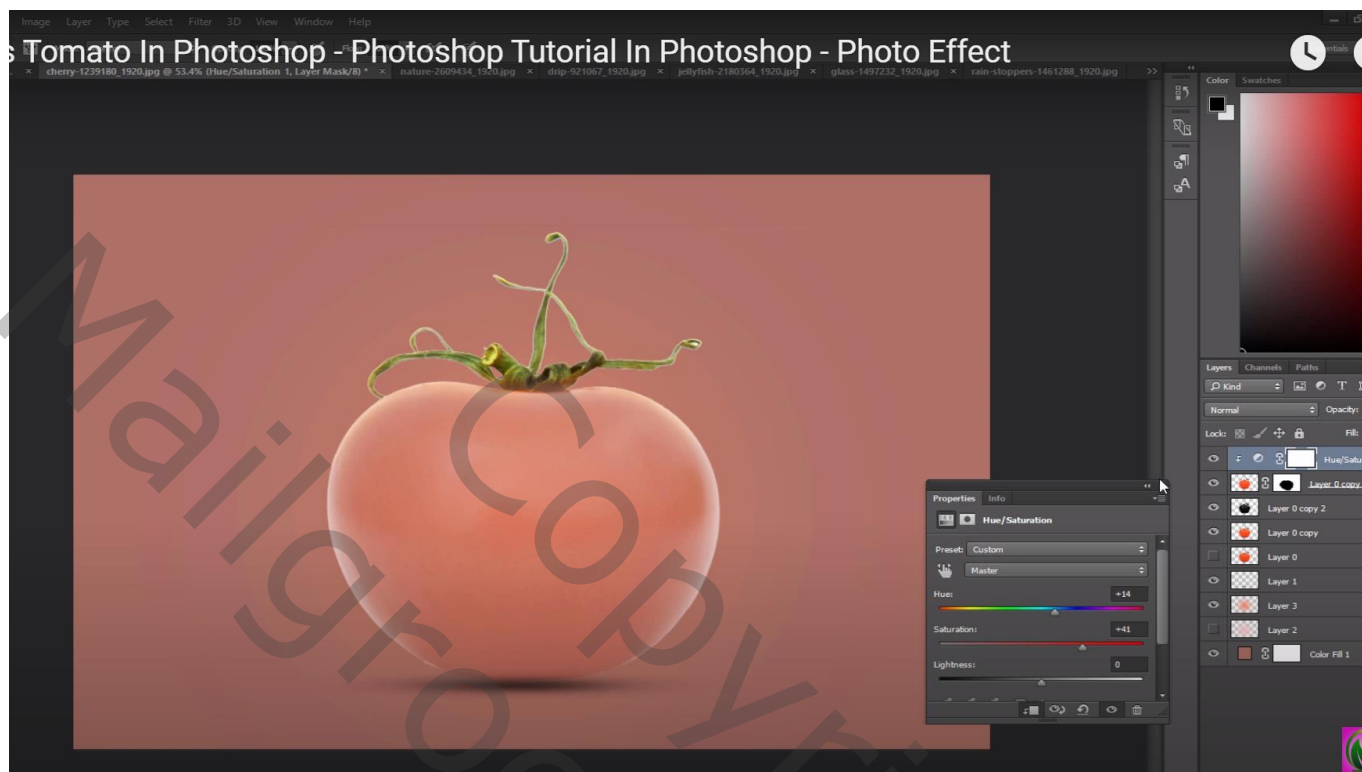 Image Layer Type Select Filter 3D View Window Help
Tomato In Photoshop - Photoshop Tutorial In Photoshop - Photo Effect
cherry-1239180_1920.jpg @ 53.4% (Hue/Saturation 1, Layer Mask/8) * × nature-2609434_1920.jpg × drip-921067_1920.jpg × jellyfish-2180364_1920.jpg × glass-1497232_1920.jpg × rain-stoppers-1461288_1920.jpg >>
Color Swatches
Layers Channels Paths
Kind
Normal Opacity:
Lock: Fill:
Hue/Satu
Layer 0 copy
Layer 0 copy 2
Layer 0 copy
Layer 0
Layer 1
Layer 3
Layer 2
Color Fill 1
Properties Info
Hue/Saturation
Preset: Custom
Master
Hue: +14
Saturation: +41
Lightness: 0